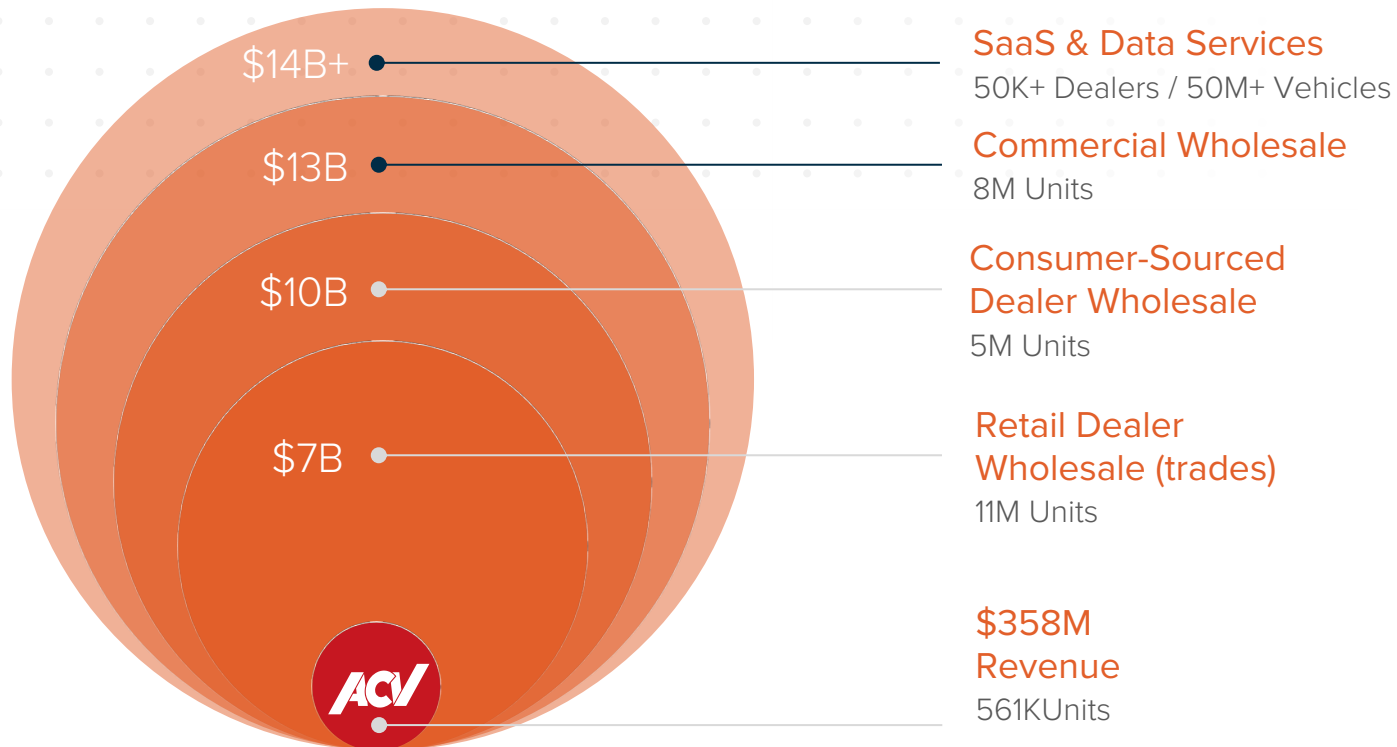 $14B+
SaaS & Data Services
50K+ Dealers / 50M+ Vehicles
$13B
Commercial Wholesale
8M Units
$10B
Consumer-Sourced
Dealer Wholesale
5M Units
$7B
Retail Dealer
Wholesale (trades)
11M Units
ACV
$358M
Revenue
561KUnits